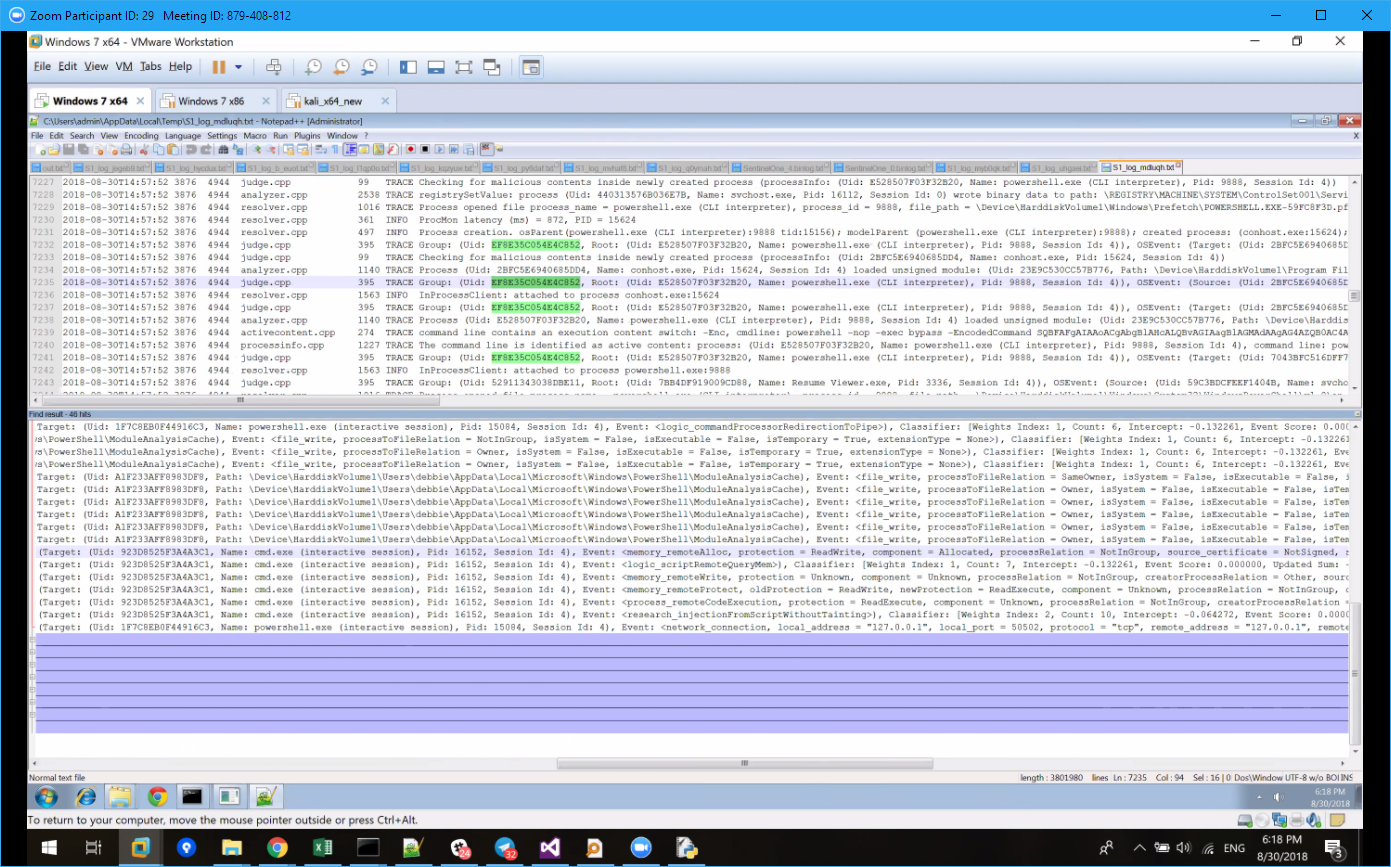 Zoom Participant ID: 29 Meeting ID: 879-408-812
Windows 7 x64 - VMware Workstation
File Edit View VM Tabs Help
Windows 7 x64 Windows 7 x86 kali_x64_new
C:\Users\admin\AppData\Local\Temp\S1_log_mdluqh.txt - Notepad++ [Administrator]
File Edit Search View Encoding Language Settings Macro Run Plugins Window ?
S1_log_mdluqh.txt
7227 2018-08-30T14:57:52 3876 4944 judge.cpp 99 TRACE Checking for malicious contents inside newly created process (processInfo: (Uid: E528507F03F32B20, Name: powershell.exe (CLI interpreter), Pid: 9888, Session Id: 4))
7228 2018-08-30T14:57:52 3876 4944 analyzer.cpp 2538 TRACE registrySetValue: process (Uid: 440313576B036E7B, Name: svchost.exe, Pid: 16112, Session Id: 0) wrote binary data to path: \REGISTRY\MACHINE\SYSTEM\ControlSet001\Servi
7229 2018-08-30T14:57:52 3876 4944 resolver.cpp 1016 TRACE Process opened file process_name = powershell.exe (CLI interpreter), process_id = 9888, file_path = \Device\HarddiskVolume1\Windows\Prefetch\POWERSHELL.EXE-59FC8F3D.pf
7230 2018-08-30T14:57:52 3876 4944 resolver.cpp 361 INFO ProcMon latency (ms) = 872, PID = 15624
7231 2018-08-30T14:57:52 3876 4944 resolver.cpp 497 INFO Process creation. osParent(powershell.exe (CLI interpreter):9888 tid:15156); modelParent (powershell.exe (CLI interpreter):9888); created process: (conhost.exe:15624);
7232 2018-08-30T14:57:52 3876 4944 judge.cpp 395 TRACE Group: (Uid: EF8E35C054E4C852, Root: (Uid: E528507F03F32B20, Name: powershell.exe (CLI interpreter), Pid: 9888, Session Id: 4)), OSEvent: (Target: (Uid: 2BFC5E6940685D
7233 2018-08-30T14:57:52 3876 4944 judge.cpp 99 TRACE Checking for malicious contents inside newly created process (processInfo: (Uid: 2BFC5E6940685DD4, Name: conhost.exe, Pid: 15624, Session Id: 4))
7234 2018-08-30T14:57:52 3876 4944 analyzer.cpp 1140 TRACE Process (Uid: 2BFC5E6940685DD4, Name: conhost.exe, Pid: 15624, Session Id: 4) loaded unsigned module: (Uid: 23E9C530CC57B776, Path: \Device\HarddiskVolume1\Program Fil
7235 2018-08-30T14:57:52 3876 4944 judge.cpp 395 TRACE Group: (Uid: EF8E35C054E4C852, Root: (Uid: E528507F03F32B20, Name: powershell.exe (CLI interpreter), Pid: 9888, Session Id: 4)), OSEvent: (Source: (Uid: 2BFC5E6940685D
7236 2018-08-30T14:57:52 3876 4944 resolver.cpp 1563 INFO InProcessClient: attached to process conhost.exe:15624
7237 2018-08-30T14:57:52 3876 4944 judge.cpp 395 TRACE Group: (Uid: EF8E35C054E4C852, Root: (Uid: E528507F03F32B20, Name: powershell.exe (CLI interpreter), Pid: 9888, Session Id: 4)), OSEvent: (Target: (Uid: 2BFC5E6940685D
7238 2018-08-30T14:57:52 3876 4944 analyzer.cpp 1140 TRACE Process (Uid: E528507F03F32B20, Name: powershell.exe (CLI interpreter), Pid: 9888, Session Id: 4) loaded unsigned module: (Uid: 23E9C530CC57B776, Path: \Device\Harddis
7239 2018-08-30T14:57:52 3876 4944 activecontent.cpp 274 TRACE command line contains an execution content switch: -Enc, cmdline: powershell -nop -exec bypass -EncodedCommand
7240 2018-08-30T14:57:52 3876 4944 processinfo.cpp 1227 TRACE The command line is identified as active content: process: (Uid: E528507F03F32B20, Name: powershell.exe (CLI interpreter), Pid: 9888, Session Id: 4), command line: pow
7241 2018-08-30T14:57:52 3876 4944 judge.cpp 395 TRACE Group: (Uid: EF8E35C054E4C852, Root: (Uid: E528507F03F32B20, Name: powershell.exe (CLI interpreter), Pid: 9888, Session Id: 4)), OSEvent: (Target: (Uid: 7043BFC516DFF7
7242 2018-08-30T14:57:52 3876 4944 resolver.cpp 1563 INFO InProcessClient: attached to process powershell.exe:9888
7243 2018-08-30T14:57:52 3876 4944 judge.cpp 395 TRACE Group: (Uid: 52911343038DBE11, Root: (Uid: 7BB4DF919009CD88, Name: Resume Viewer.exe, Pid: 3336, Session Id: 4)), OSEvent: (Source: (Uid: 59C3BDCFEEF1404B, Name: svcho
Find result - 46 hits
Target: (Uid: 1F7C8EB0F44916C3, Name: powershell.exe (interactive session), Pid: 15084, Session Id: 4), Event: <logic_commandProcessorRedirectionToPipe>), Classifier: [Weights Index: 1, Count: 6, Intercept: -0.132261, Event Score: 0.000
s\PowerShell\ModuleAnalysisCache), Event: <file_write, processToFileRelation = NotInGroup, isSystem = False, isExecutable = False, isTemporary = True, extensionType = None>), Classifier: [Weights Index: 1, Count: 6, Intercept: -0.132261
/s\PowerShell\ModuleAnalysisCache), Event: <file_write, processToFileRelation = Owner, isSystem = False, isExecutable = False, isTemporary = True, extensionType = None>), Classifier: [Weights Index: 1, Count: 6, Intercept: -0.132261, Eve
/s\PowerShell\ModuleAnalysisCache), Event: <file_write, processToFileRelation = Owner, isSystem = False, isExecutable = False, isTemporary = True, extensionType = None>), Classifier: [Weights Index: 1, Count: 6, Intercept: -0.132261, Eve
Target: (Uid: A1F233AFF8983DF8, Path: \Device\HarddiskVolume1\Users\debbie\AppData\Local\Microsoft\Windows\PowerShell\ModuleAnalysisCache), Event: <file_write, processToFileRelation = SameOwner, isSystem = False, isExecutable = False, i
Target: (Uid: A1F233AFF8983DF8, Path: \Device\HarddiskVolume1\Users\debbie\AppData\Local\Microsoft\Windows\PowerShell\ModuleAnalysisCache), Event: <file_write, processToFileRelation = Owner, isSystem = False, isExecutable = False, isTem
Target: (Uid: A1F233AFF8983DF8, Path: \Device\HarddiskVolume1\Users\debbie\AppData\Local\Microsoft\Windows\PowerShell\ModuleAnalysisCache), Event: <file_write, processToFileRelation = Owner, isSystem = False, isExecutable = False, isTem
Target: (Uid: A1F233AFF8983DF8, Path: \Device\HarddiskVolume1\Users\debbie\AppData\Local\Microsoft\Windows\PowerShell\ModuleAnalysisCache), Event: <file_write, processToFileRelation = Owner, isSystem = False, isExecutable = False, isTem
Target: (Uid: A1F233AFF8983DF8, Path: \Device\HarddiskVolume1\Users\debbie\AppData\Local\Microsoft\Windows\PowerShell\ModuleAnalysisCache), Event: <file_write, processToFileRelation = Owner, isSystem = False, isExecutable = False, isTem
Target: (Uid: A1F233AFF8983DF8, Path: \Device\HarddiskVolume1\Users\debbie\AppData\Local\Microsoft\Windows\PowerShell\ModuleAnalysisCache), Event: <file_write, processToFileRelation = Owner, isSystem = False, isExecutable = False, isTem
(Target: (Uid: 923D8525F3A4A3C1, Name: cmd.exe (interactive session), Pid: 16152, Session Id: 4), Event: <memory_remoteAlloc, protection = ReadWrite, component = Allocated, processRelation = NotInGroup, source_certificate = NotSigned, s
(Target: (Uid: 923D8525F3A4A3C1, Name: cmd.exe (interactive session), Pid: 16152, Session Id: 4), Event: <logic_scriptRemoteQueryMem>), Classifier: [Weights Index: 1, Count: 7, Intercept: -0.132261, Event Score: 0.000000, Updated Sum: -
(Target: (Uid: 923D8525F3A4A3C1, Name: cmd.exe (interactive session), Pid: 16152, Session Id: 4), Event: <memory_remoteWrite, protection = Unknown, component = Unknown, processRelation = NotInGroup, creatorProcessRelation = Other, sourc
(Target: (Uid: 923D8525F3A4A3C1, Name: cmd.exe (interactive session), Pid: 16152, Session Id: 4), Event: <memory_remoteProtect, oldProtection = ReadWrite, newProtection = ReadExecute, component = Unknown, processRelation = NotInGroup, c
(Target: (Uid: 923D8525F3A4A3C1, Name: cmd.exe (interactive session), Pid: 16152, Session Id: 4), Event: <process_remoteCodeExecution, protection = ReadExecute, component = Unknown, processRelation = NotInGroup, creatorProcessRelation =
(Target: (Uid: 923D8525F3A4A3C1, Name: cmd.exe (interactive session), Pid: 16152, Session Id: 4), Event: <research_injectionFromScriptWithoutTainting>), Classifier: [Weights Index: 2, Count: 10, Intercept: -0.064272, Event Score: 0.0000
(Target: (Uid: 1F7C8EB0F44916C3, Name: powershell.exe (interactive session), Pid: 15084, Session Id: 4), Event: <network_connection, local_address = "127.0.0.1", local_port = 50502, protocol = "tcp", remote_address = "127.0.0.1", remote
Normal text file length : 3801980 lines Ln : 7235 Col : 94 Sel : 16 | 0 Dos\Window UTF-8 w/o BOM INS
6:18 PM
8/30/2018
To return to your computer, move the mouse pointer outside or press Ctrl+Alt.
24
32
ENG
6:18 PM
8/30/2018
3